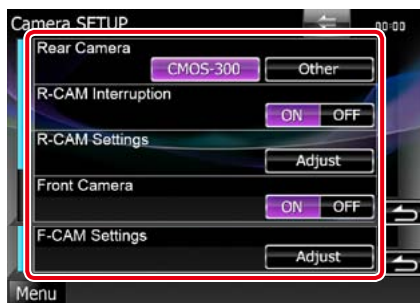 Camera SETUP 00:00
Rear Camera
CMOS-300 Other
R-CAM Interruption
ON OFF
R-CAM Settings
Adjust
Front Camera
ON OFF
F-CAM Settings
Adjust
Menu